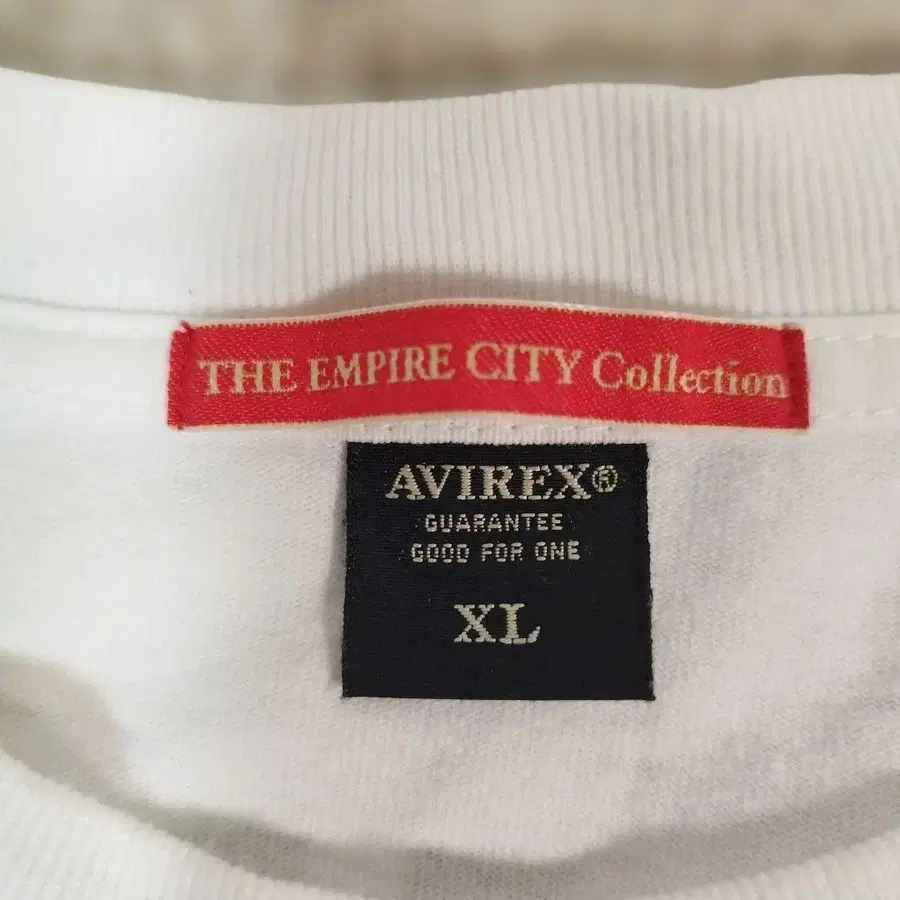 THE EMPIRE CITY Collection
AVIREX®
GUARANTEE
GOOD FOR ONE
XL